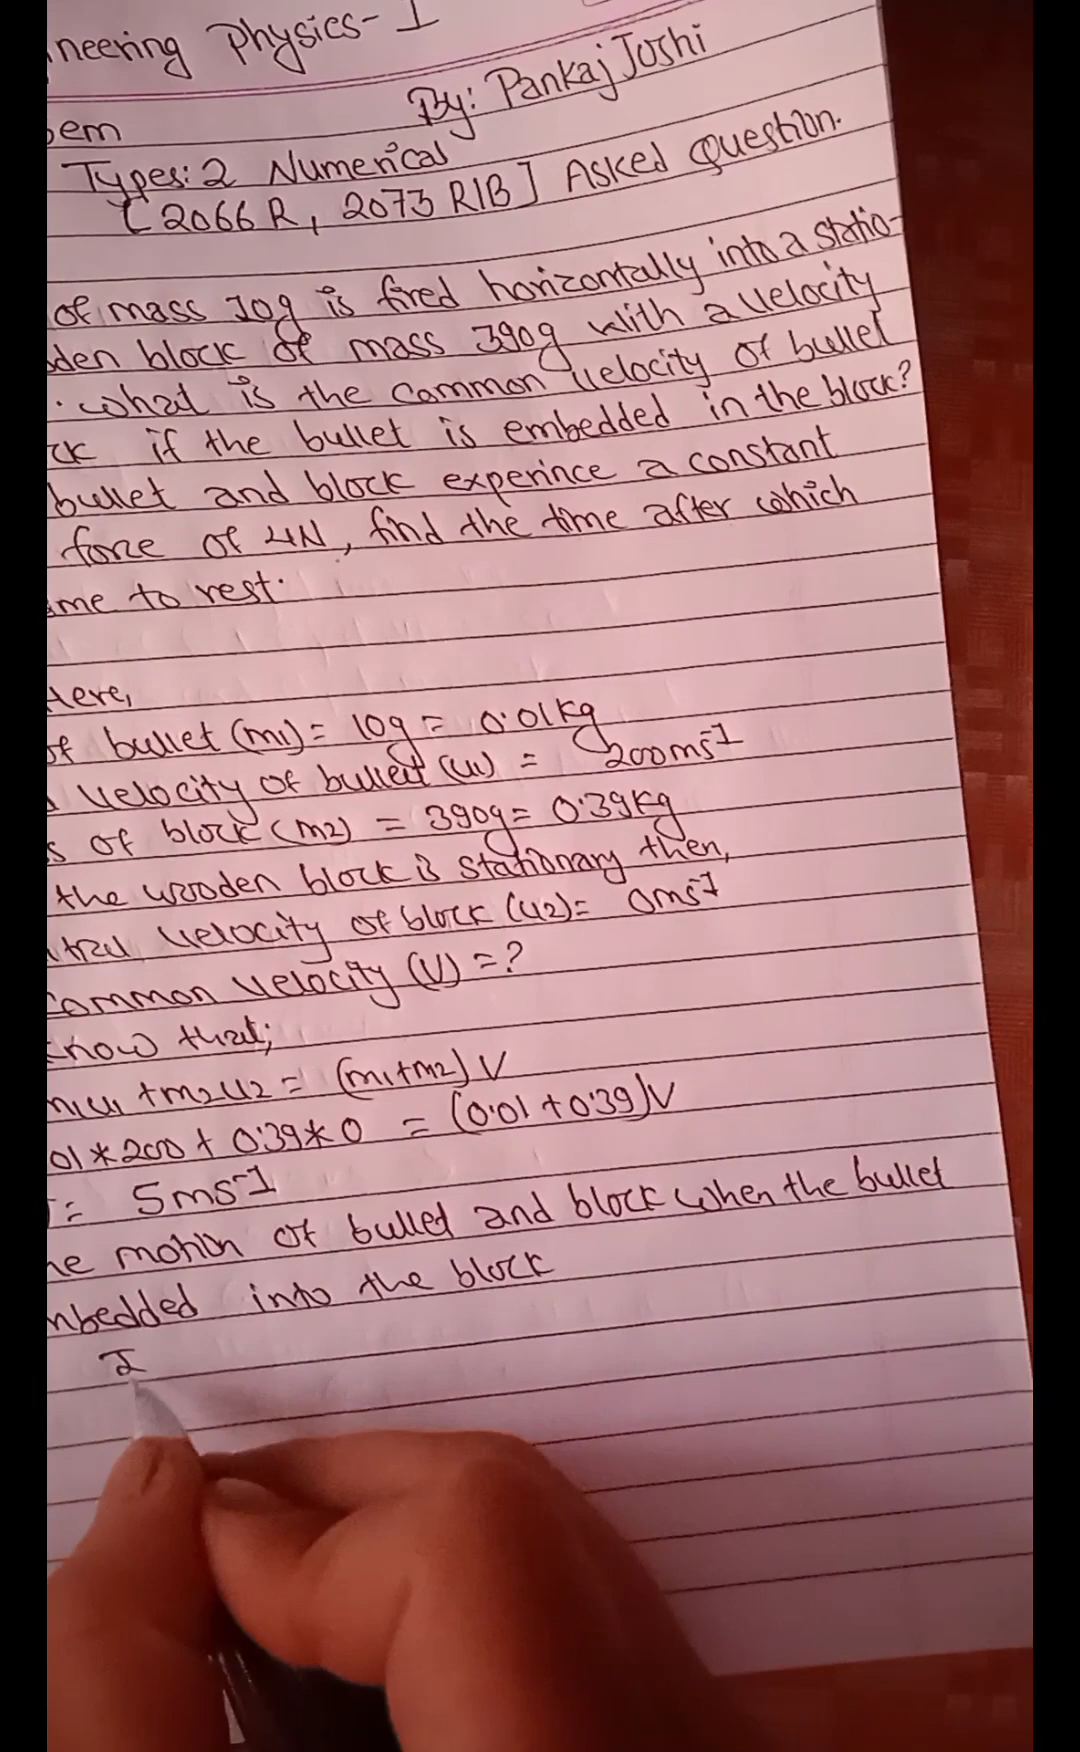 neering Physics-I
By: Pankaj Joshi
em
Types: 2 Numerical
[2066 R, 2073 R/B] Asked question.
of mass 10g is fired horizontally into a statio-
den block of mass 390g with a velocity
. what is the common velocity of bullet
ck if the bullet is embedded in the block?
bullet and block experince a constant
force of 4N, find the time after which
me to rest.
Here,
of bullet (m1) = 10g = 0.01kg
velocity of bullet (u1) = 200ms-1
s of block (m2) = 390g = 0.39kg
the wooden block is stationary then,
itial velocity of block (u2) = 0ms-1
Common velocity (V) = ?
know that;
m1u1 + m2u2 = (m1+m2) V
01*200 + 0.39*0 = (0.01 + 0.39)V
= 5ms-1
he motion of bullet and block when the bullet
mbedded into the block
I